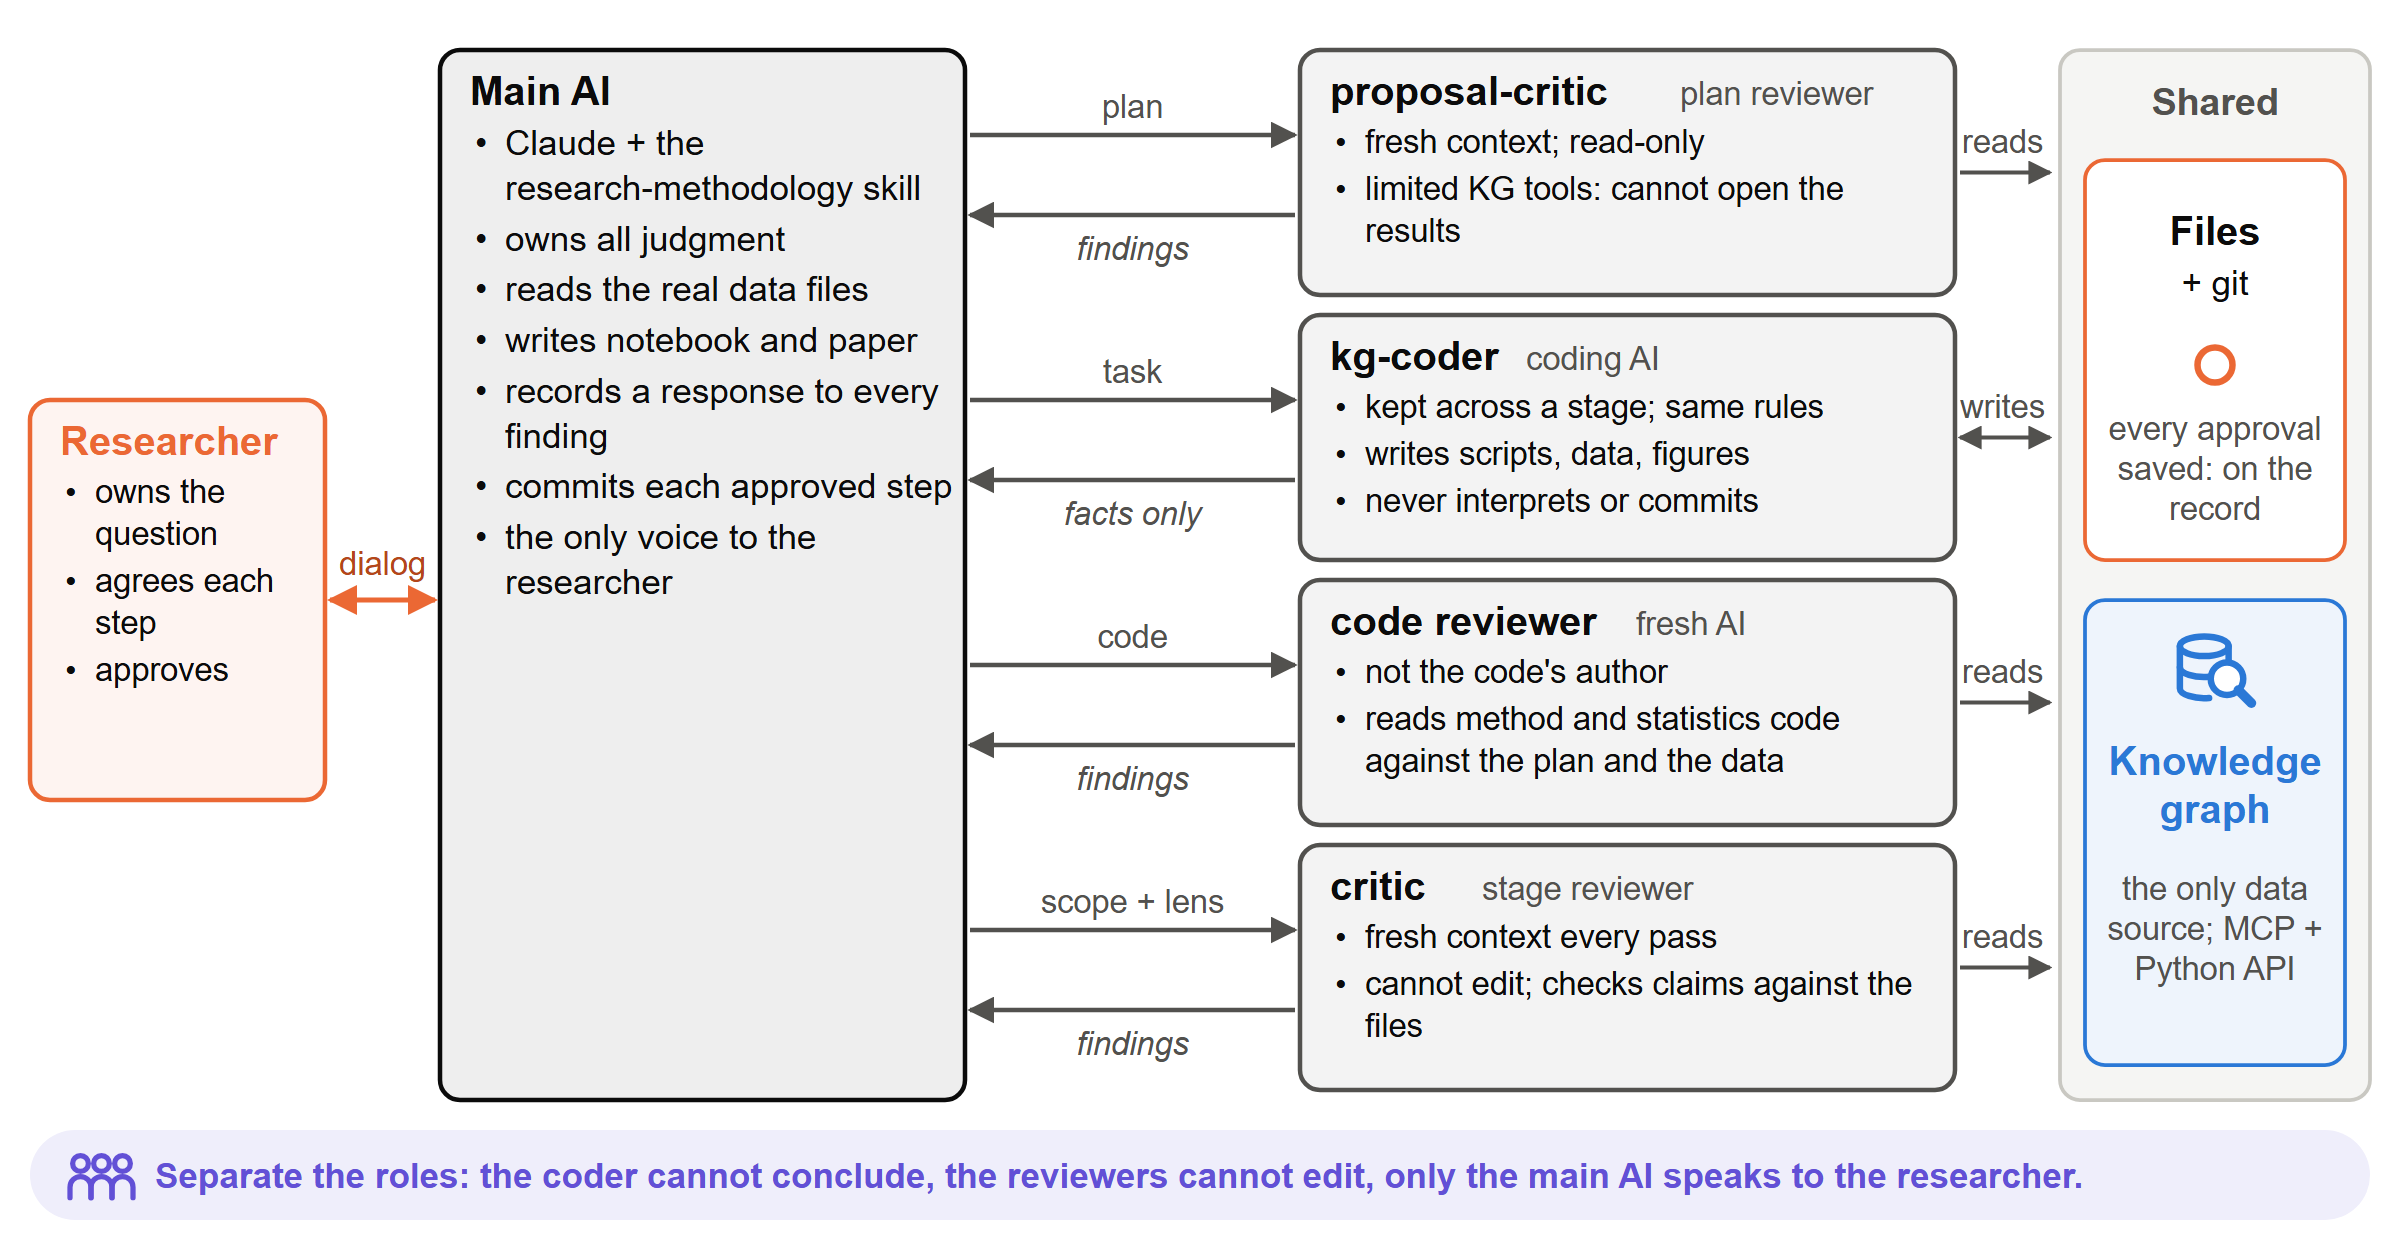 Researcher
• owns the
question
• agrees each
step
• approves
dialog
Main AI
• Claude + the
research-methodology skill
• owns all judgment
• reads the real data files
• writes notebook and paper
• records a response to every
finding
• commits each approved step
• the only voice to the
researcher
plan
findings
task
facts only
code
findings
scope + lens
findings
proposal-critic plan reviewer
• fresh context; read-only
• limited KG tools: cannot open the
results
kg-coder coding AI
• kept across a stage; same rules
• writes scripts, data, figures
• never interprets or commits
code reviewer fresh AI
• not the code's author
• reads method and statistics code
against the plan and the data
critic stage reviewer
• fresh context every pass
• cannot edit; checks claims against the
files
reads
writes
reads
reads
Shared
Files
+ git
every approval
saved: on the
record
Knowledge
graph
the only data
source; MCP +
Python API
Separate the roles: the coder cannot conclude, the reviewers cannot edit, only the main AI speaks to the researcher.